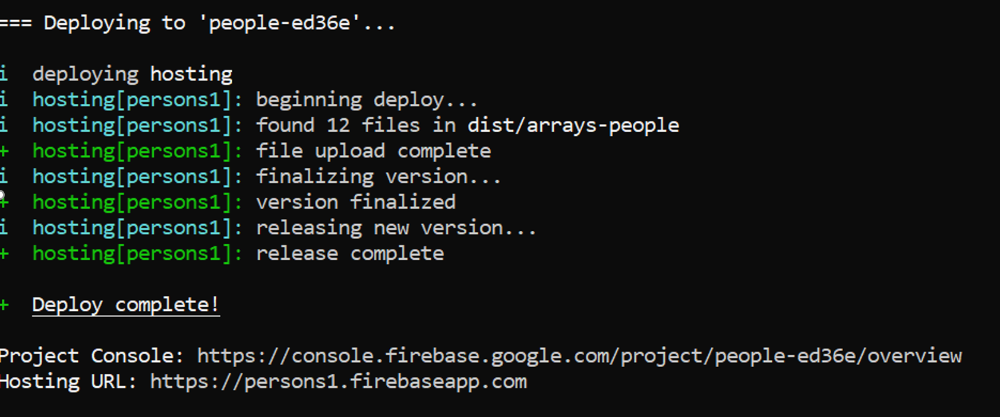 === Deploying to 'people-ed36e'...
i  deploying hosting
i  hosting[persons1]: beginning deploy...
i  hosting[persons1]: found 12 files in dist/arrays-people
+  hosting[persons1]: file upload complete
i  hosting[persons1]: finalizing version...
+  hosting[persons1]: version finalized
i  hosting[persons1]: releasing new version...
+  hosting[persons1]: release complete
+  Deploy complete!
Project Console: https://console.firebase.google.com/project/people-ed36e/overview
Hosting URL: https://persons1.firebaseapp.com